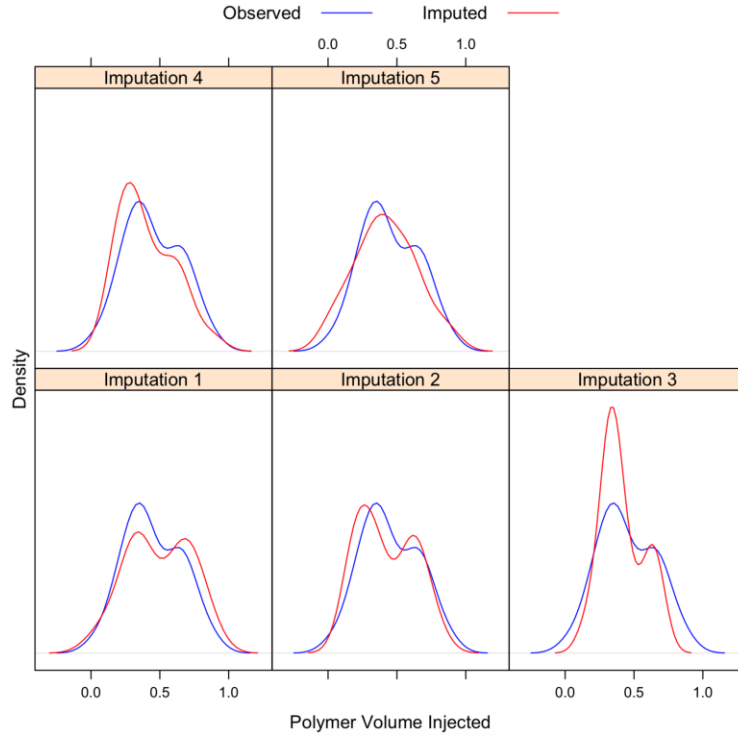 Observed Imputed
0.0 0.5 1.0
Imputation 4 Imputation 5
Density
Imputation 1 Imputation 2 Imputation 3
0.0 0.5 1.0 0.0 0.5 1.0
Polymer Volume Injected